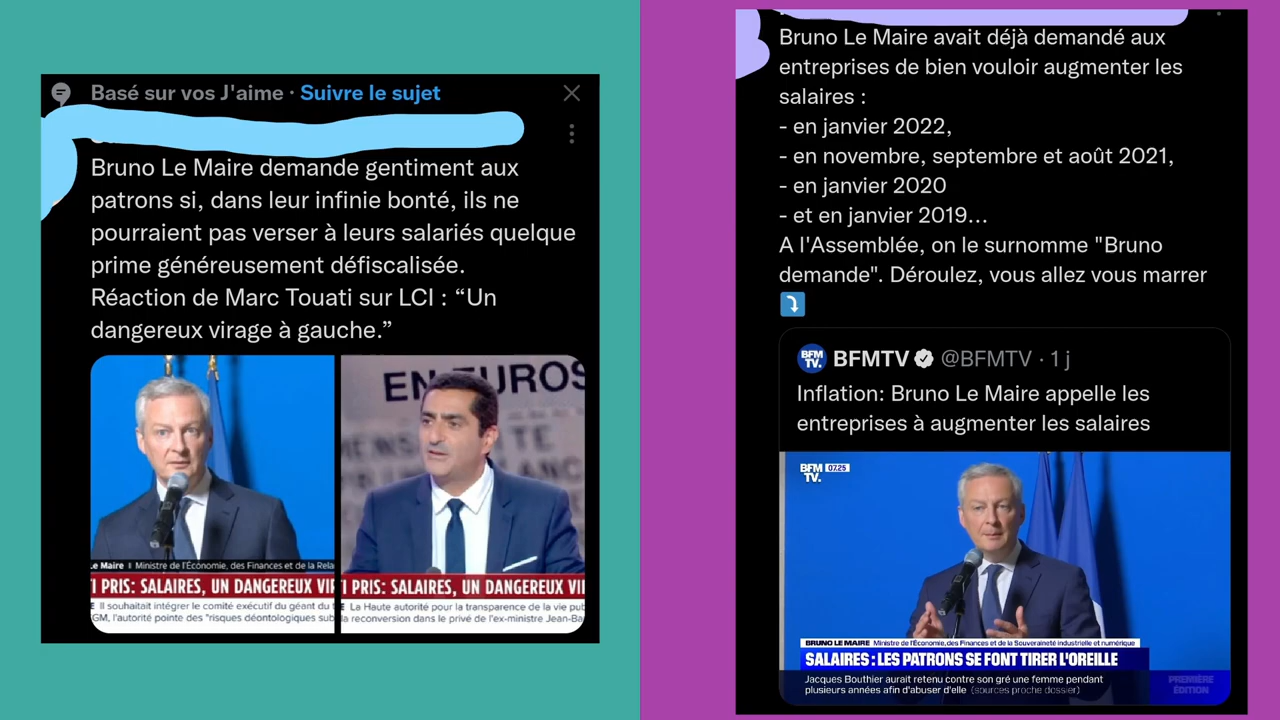 Basé sur vos J'aime · Suivre le sujet
Bruno Le Maire demande gentiment aux
patrons si, dans leur infinie bonté, ils ne
pourraient pas verser à leurs salariés quelque
prime généreusement défiscalisée.
Réaction de Marc Touati sur LCI : “Un
dangereux virage à gauche.”
EN EUROS
Le Maire Ministre de l'Économie, des Finances et de la Rela
I PRIS: SALAIRES, UN DANGEREUX VI
Il souhaitait intégrer le comité exécutif du géant du
GM, l'autorité pointe des "risques déontologiques sub
I PRIS: SALAIRES, UN DANGEREUX VI
La Haute autorité pour la transparence de la vie pub
la reconversion dans le privé de l'ex-ministre Jean-Ba
Bruno Le Maire avait déjà demandé aux
entreprises de bien vouloir augmenter les
salaires :
- en janvier 2022,
- en novembre, septembre et août 2021,
- en janvier 2020
- et en janvier 2019...
A l'Assemblée, on le surnomme "Bruno
demande". Déroulez, vous allez vous marrer
BFM TV.
BFMTV @BFMTV · 1 j
Inflation: Bruno Le Maire appelle les
entreprises à augmenter les salaires
BFM 07.25
TV.
BRUNO LE MAIRE Ministre de l'Économie, des Finances et de la Souveraineté industrielle et numérique
SALAIRES : LES PATRONS SE FONT TIRER L'OREILLE
Jacques Bouthier aurait retenu contre son gré une femme pendant
plusieurs années afin d'abuser d'elle (sources proche dossier)
PREMIÈRE
ÉDITION